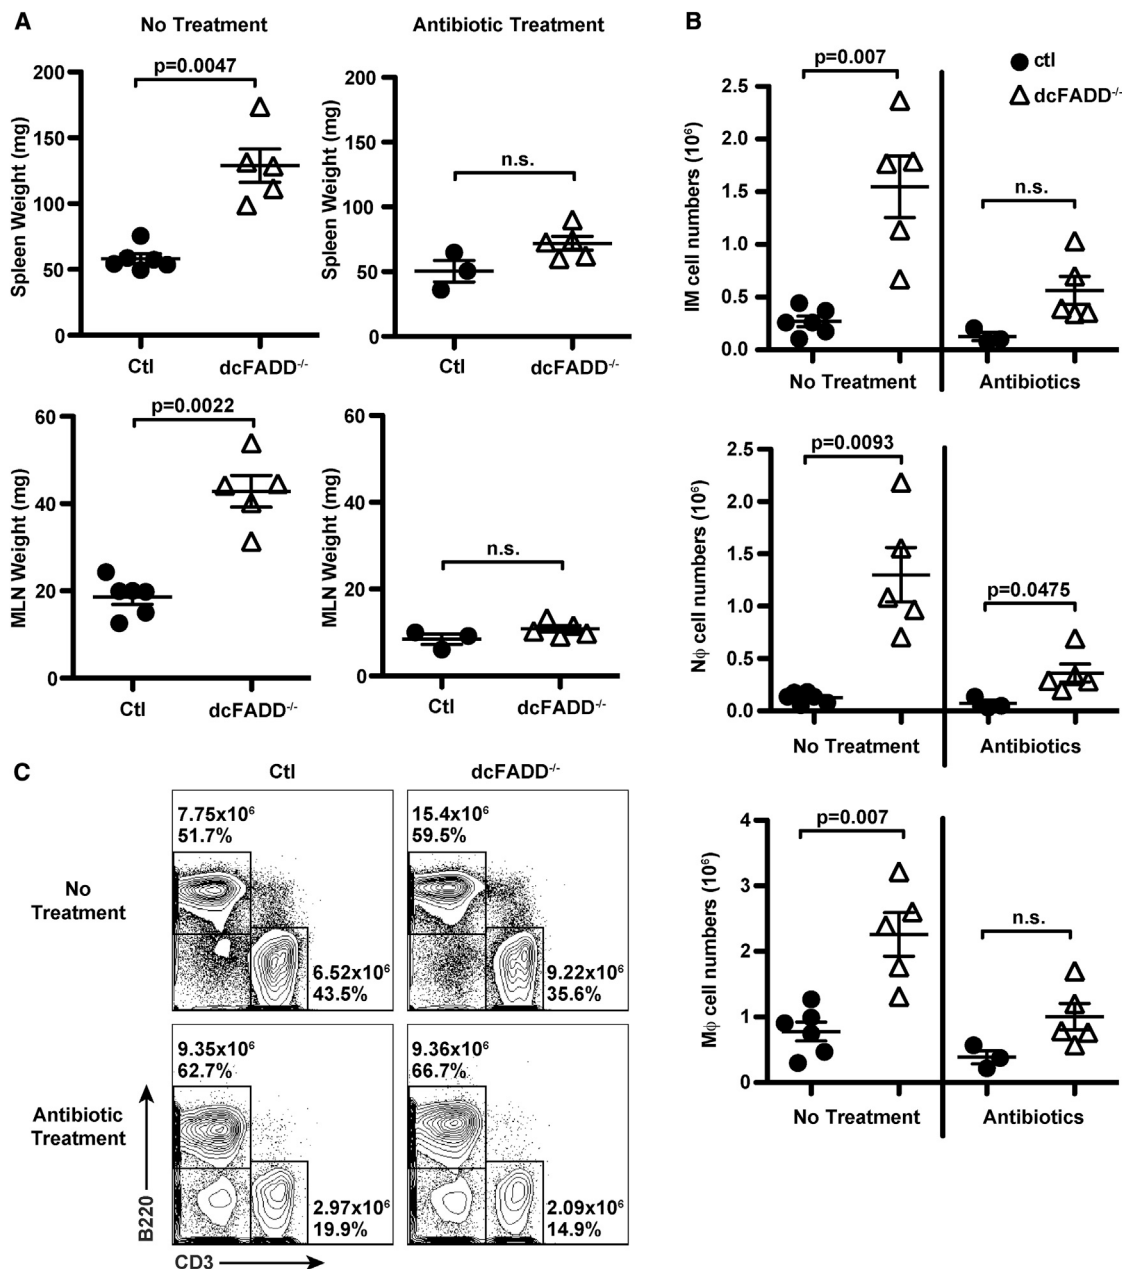 A
No Treatment
p=0.0047
200
150
100
50
0
Spleen Weight (mg)
Ctl
dcFADD⁻/⁻
Antibiotic Treatment
200
150
100
50
0
Spleen Weight (mg)
n.s.
Ctl
dcFADD⁻/⁻
p=0.0022
60
40
20
0
MLN Weight (mg)
Ctl
dcFADD⁻/⁻
60
40
20
0
MLN Weight (mg)
n.s.
Ctl
dcFADD⁻/⁻
B
ctl
dcFADD⁻/⁻
p=0.007
2.5
2.0
1.5
1.0
0.5
0.0
IM cell numbers (10⁶)
n.s.
No Treatment
Antibiotics
p=0.0093
2.5
2.0
1.5
1.0
0.5
0.0
Nϕ cell numbers (10⁶)
p=0.0475
No Treatment
Antibiotics
p=0.007
4
3
2
1
0
Mϕ cell numbers (10⁶)
n.s.
No Treatment
Antibiotics
C
Ctl
dcFADD⁻/⁻
No
Treatment
7.75x10⁶
51.7%
6.52x10⁶
43.5%
15.4x10⁶
59.5%
9.22x10⁶
35.6%
Antibiotic
Treatment
9.35x10⁶
62.7%
2.97x10⁶
19.9%
9.36x10⁶
66.7%
2.09x10⁶
14.9%
B220
CD3